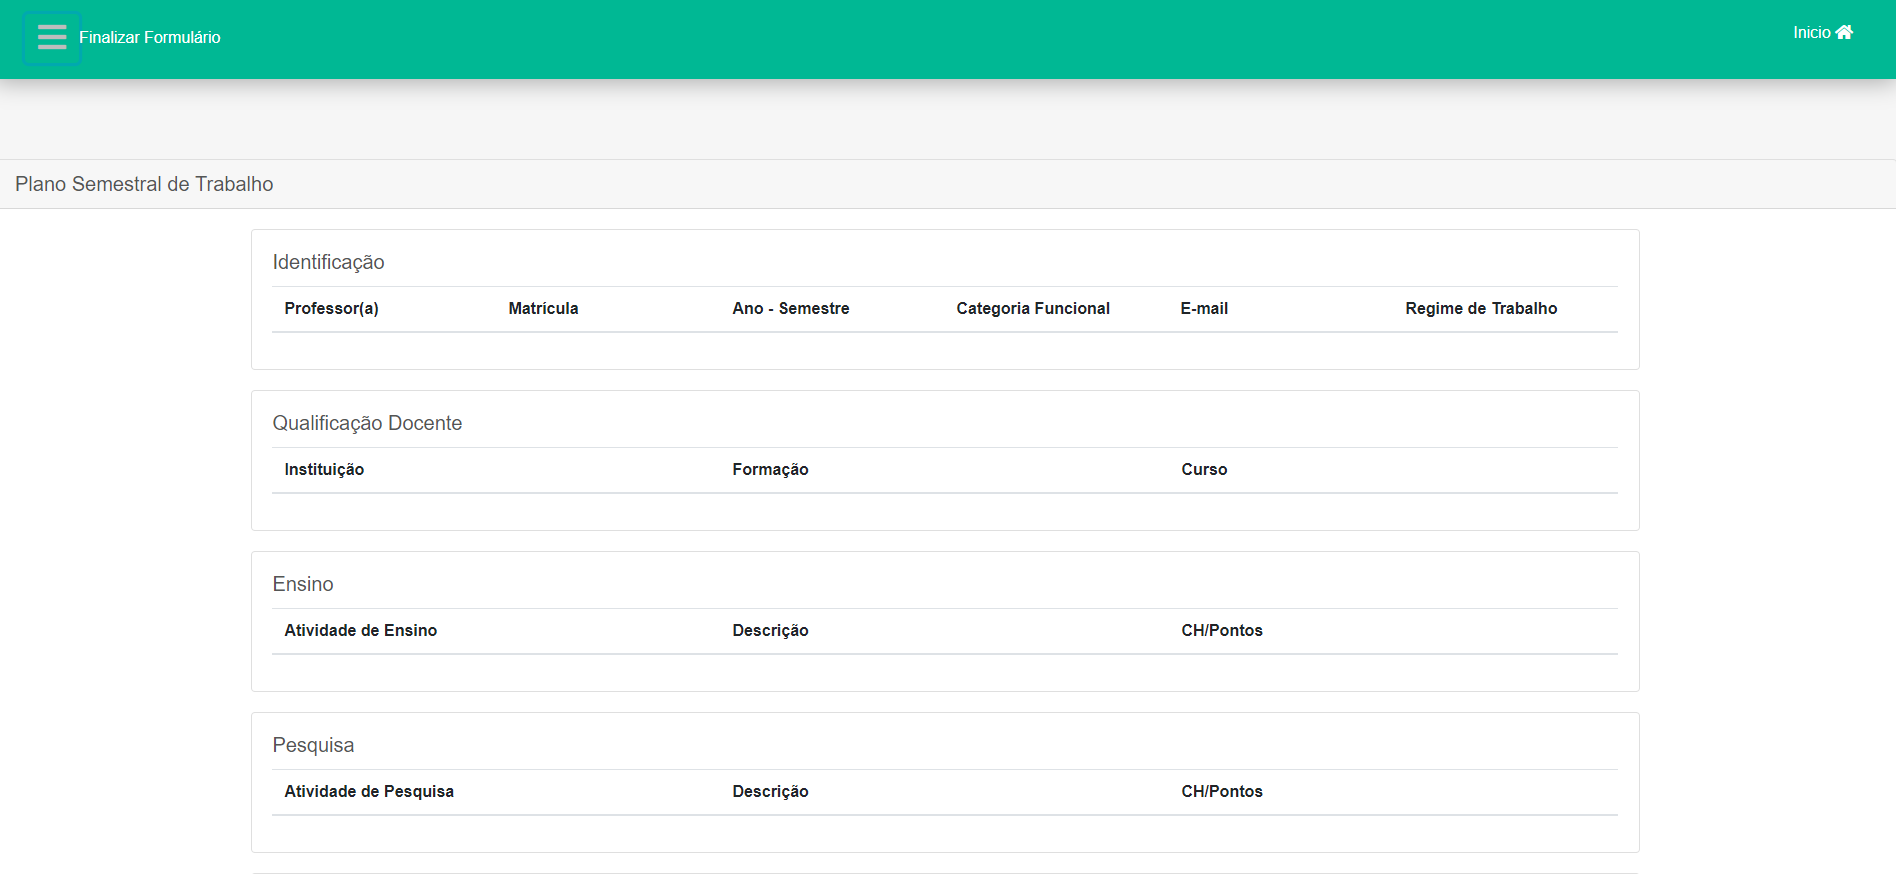 Finalizar Formulário
Inicio
Plano Semestral de Trabalho
Identificação
Professor(a) Matrícula Ano - Semestre Categoria Funcional E-mail Regime de Trabalho
Qualificação Docente
Instituição Formação Curso
Ensino
Atividade de Ensino Descrição CH/Pontos
Pesquisa
Atividade de Pesquisa Descrição CH/Pontos